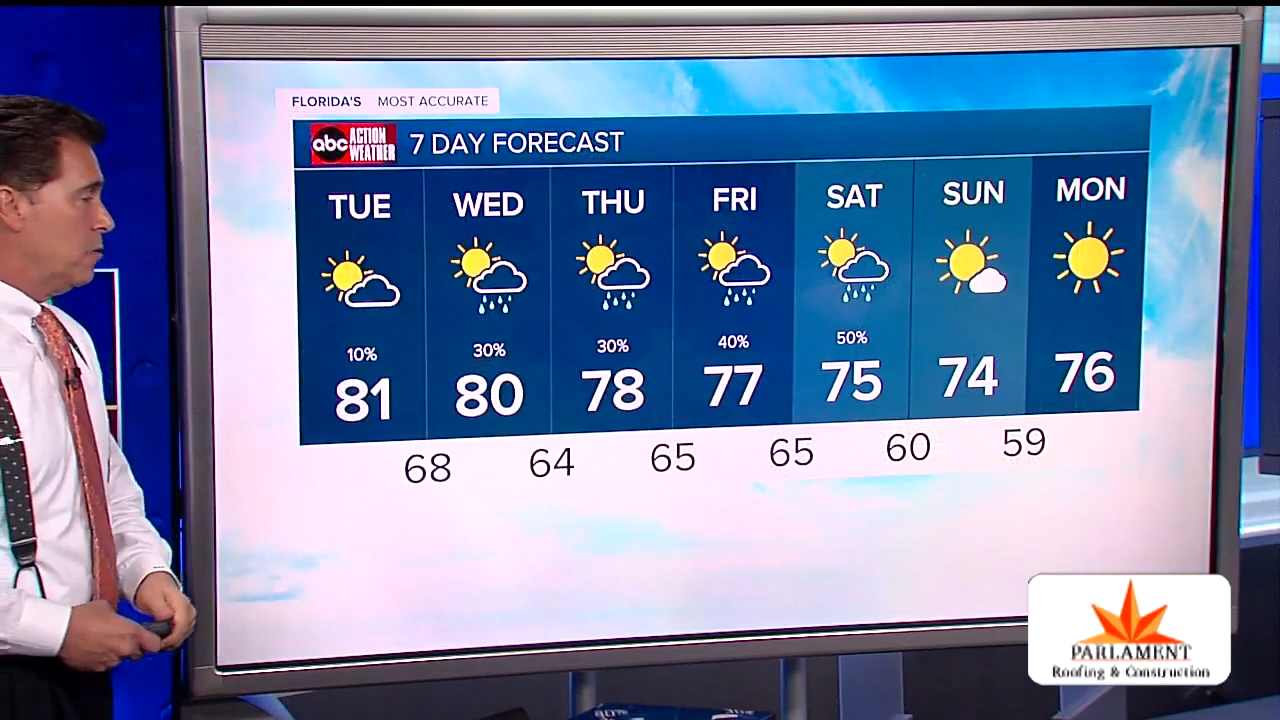 FLORIDA'S MOST ACCURATE
abc ACTION WEATHER 7 DAY FORECAST
TUE WED THU FRI SAT SUN MON
10% 30% 30% 40% 50%
81 80 78 77 75 74 76
68 64 65 65 60 59
PARLAMENT
Roofing & Construction